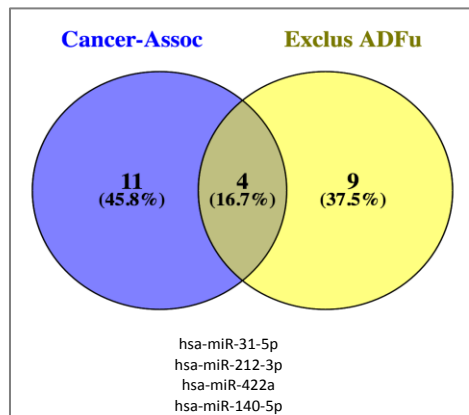 Cancer-Assoc Exclus ADFu
11 4 9
(45.8%) (16.7%) (37.5%)
hsa-miR-31-5p
hsa-miR-212-3p
hsa-miR-422a
hsa-miR-140-5p